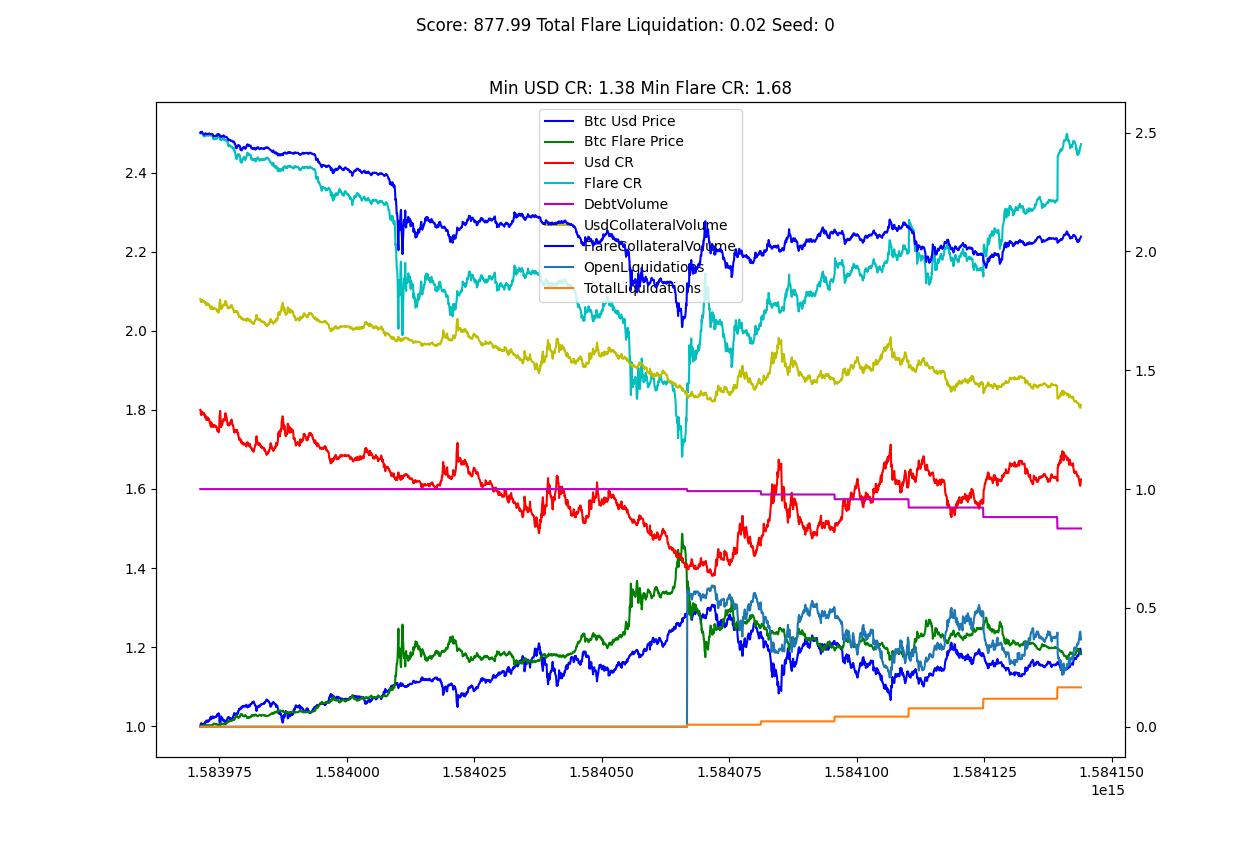 Score: 877.99 Total Flare Liquidation: 0.02 Seed: 0
Min USD CR: 1.38 Min Flare CR: 1.68
Btc Usd Price
Btc Flare Price
Usd CR
Flare CR
DebtVolume
UsdCollateralVolume
FlareCollateralVolume
OpenLiquidations
TotalLiquidations
2.4
2.2
2.0
1.8
1.6
1.4
1.2
1.0
2.5
2.0
1.5
1.0
0.5
0.0
1.583975 1.584000 1.584025 1.584050 1.584075 1.584100 1.584125 1.584150
1e15